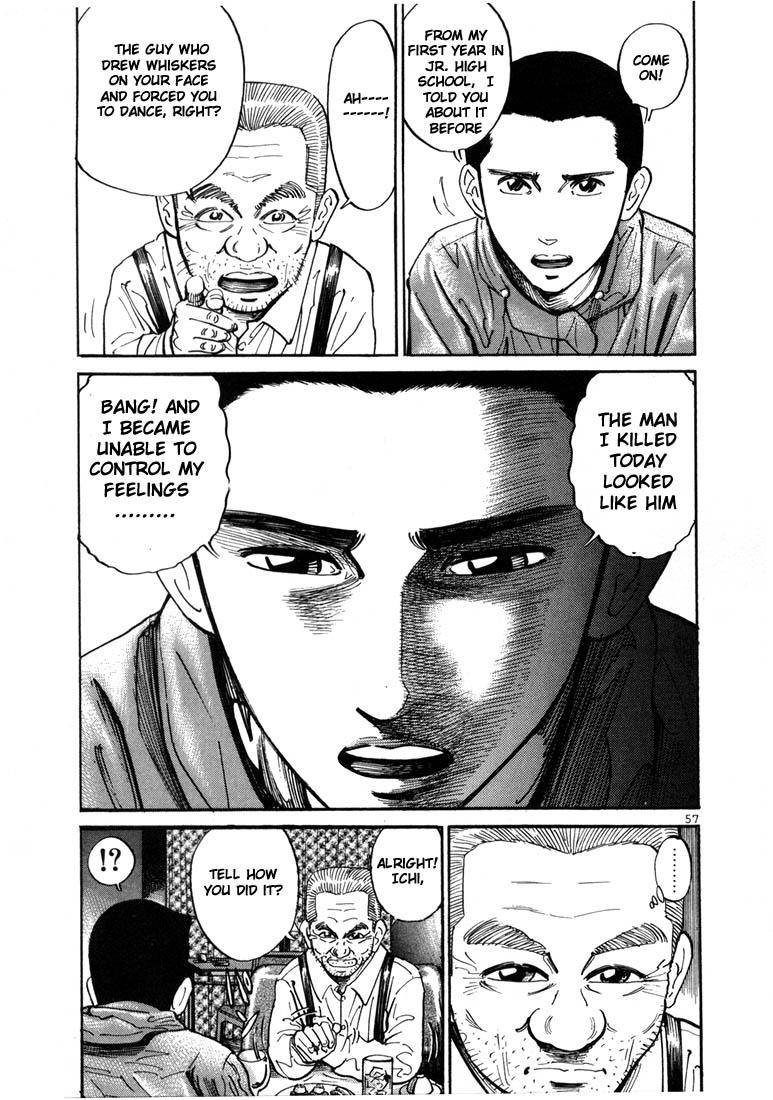 COME
ON!
FROM MY
FIRST YEAR IN
JR. HIGH
SCHOOL, I
TOLD YOU
ABOUT IT
BEFORE
AH----
------!
THE GUY WHO
DREW WHISKERS
ON YOUR FACE
AND FORCED YOU
TO DANCE, RIGHT?
THE MAN
I KILLED
TODAY
LOOKED
LIKE HIM
BANG! AND
I BECAME
UNABLE TO
CONTROL MY
FEELINGS
.........
57
......
ALRIGHT!
ICHI,
TELL HOW
YOU DID IT?
!?